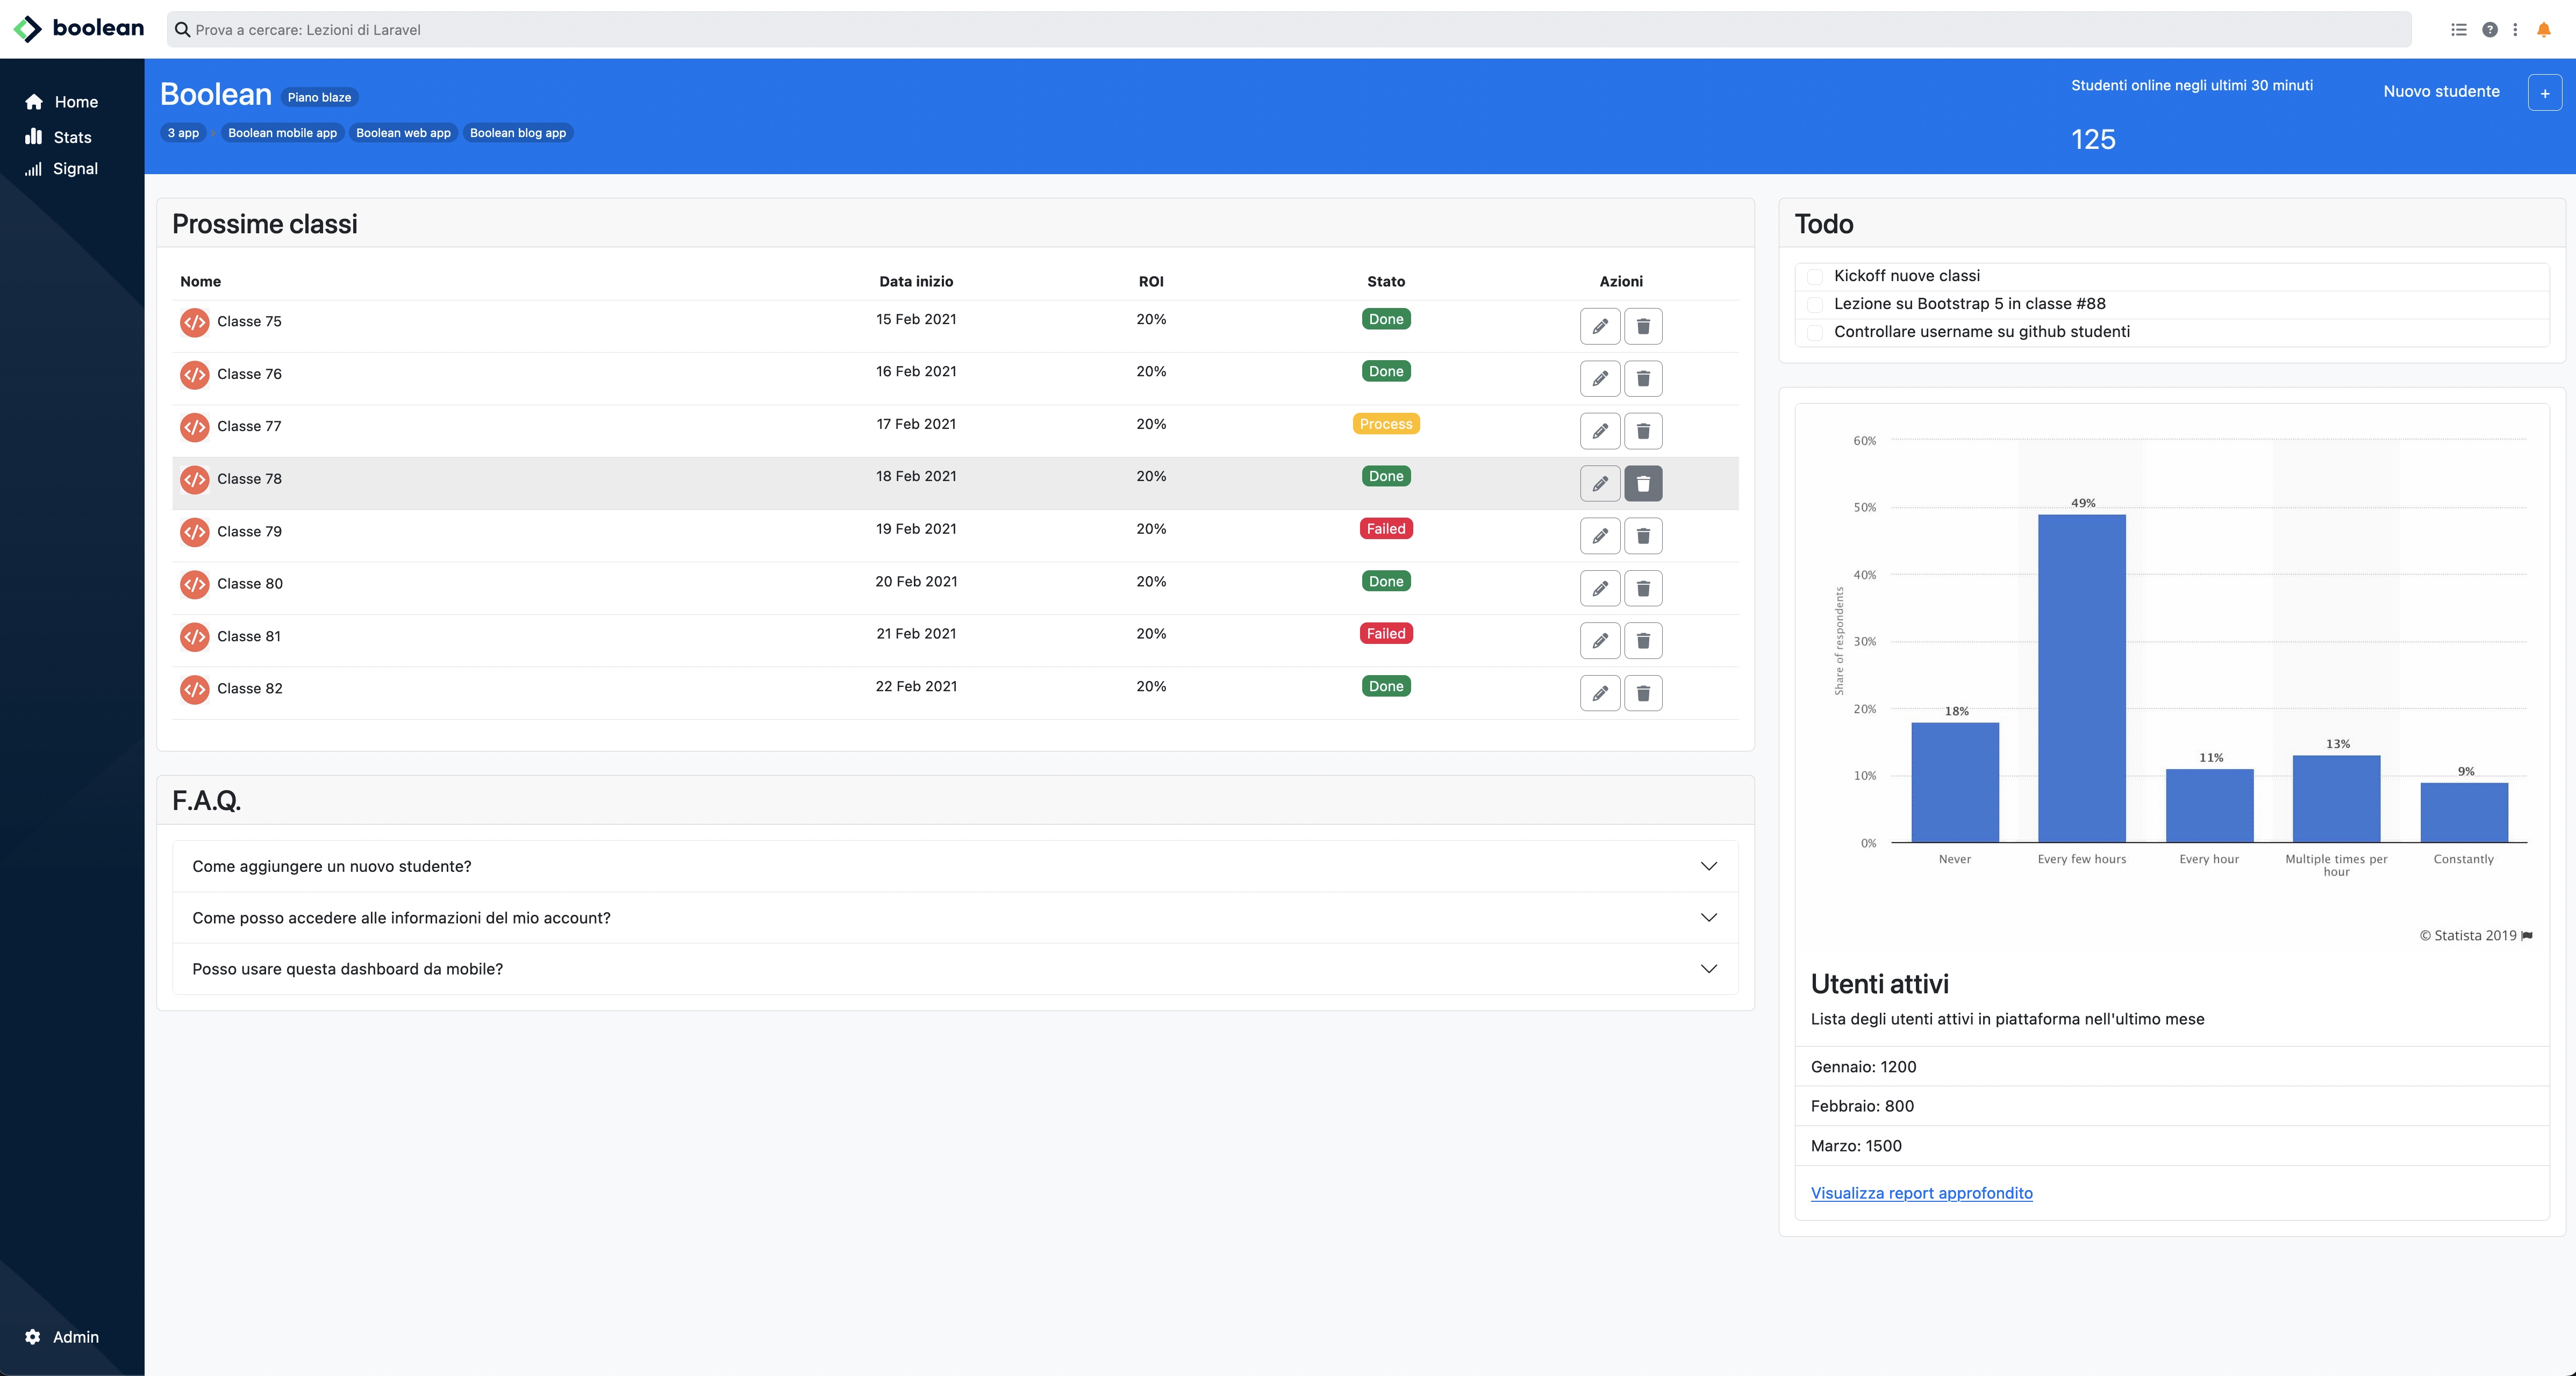 boolean
Prova a cercare: Lezioni di Laravel
Home
Stats
Signal
Admin
Boolean Piano blaze
3 app Boolean mobile app Boolean web app Boolean blog app
Studenti online negli ultimi 30 minuti
125
Nuovo studente
+
Prossime classi
Nome Data inizio ROI Stato Azioni
Classe 75 15 Feb 2021 20% Done
Classe 76 16 Feb 2021 20% Done
Classe 77 17 Feb 2021 20% Process
Classe 78 18 Feb 2021 20% Done
Classe 79 19 Feb 2021 20% Failed
Classe 80 20 Feb 2021 20% Done
Classe 81 21 Feb 2021 20% Failed
Classe 82 22 Feb 2021 20% Done
F.A.Q.
Come aggiungere un nuovo studente?
Come posso accedere alle informazioni del mio account?
Posso usare questa dashboard da mobile?
Todo
Kickoff nuove classi
Lezione su Bootstrap 5 in classe #88
Controllare username su github studenti
Share of respondents
60%
50%
40%
30%
20%
10%
0%
18%
49%
11%
13%
9%
Never
Every few hours
Every hour
Multiple times per
hour
Constantly
© Statista 2019
Utenti attivi
Lista degli utenti attivi in piattaforma nell'ultimo mese
Gennaio: 1200
Febbraio: 800
Marzo: 1500
Visualizza report approfondito